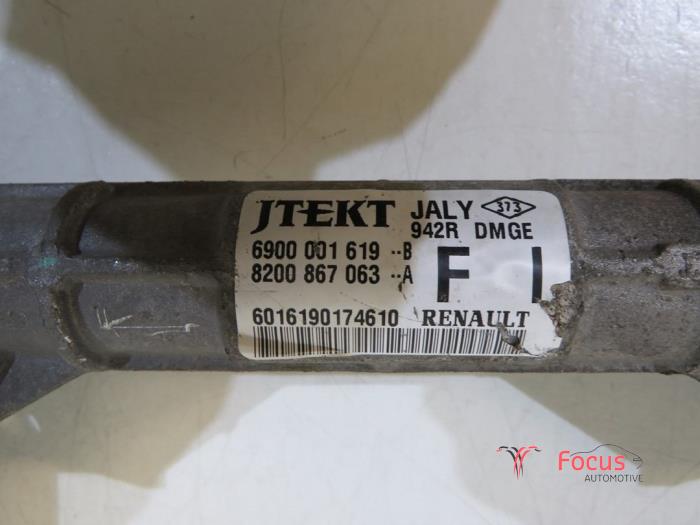 JTEKT JALY 373
942R DMGE
6900 001 619 --B
8200 867 063 --A
F
6016190174610 RENAULT
Focus
AUTOMOTIVE